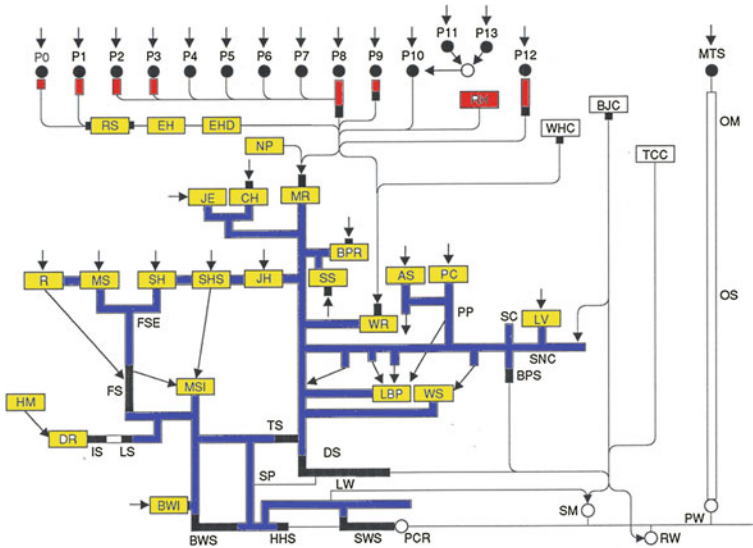 P11 P13
P0 P1 P2 P3 P4 P5 P6 P7 P8 P9 P10 P12 MTS
BJC
RS EH EHD WHC OM
NP TCC
JE CH MR
BPR
R MS SH SHS JH SS AS PC OS
PP
FSE SC LV
WR
SNC
FS MSI BPS
HM LBP WS
DR TS
IS LS DS
SP LW
BWI SM PW
BWS HHS SWS PCR RW